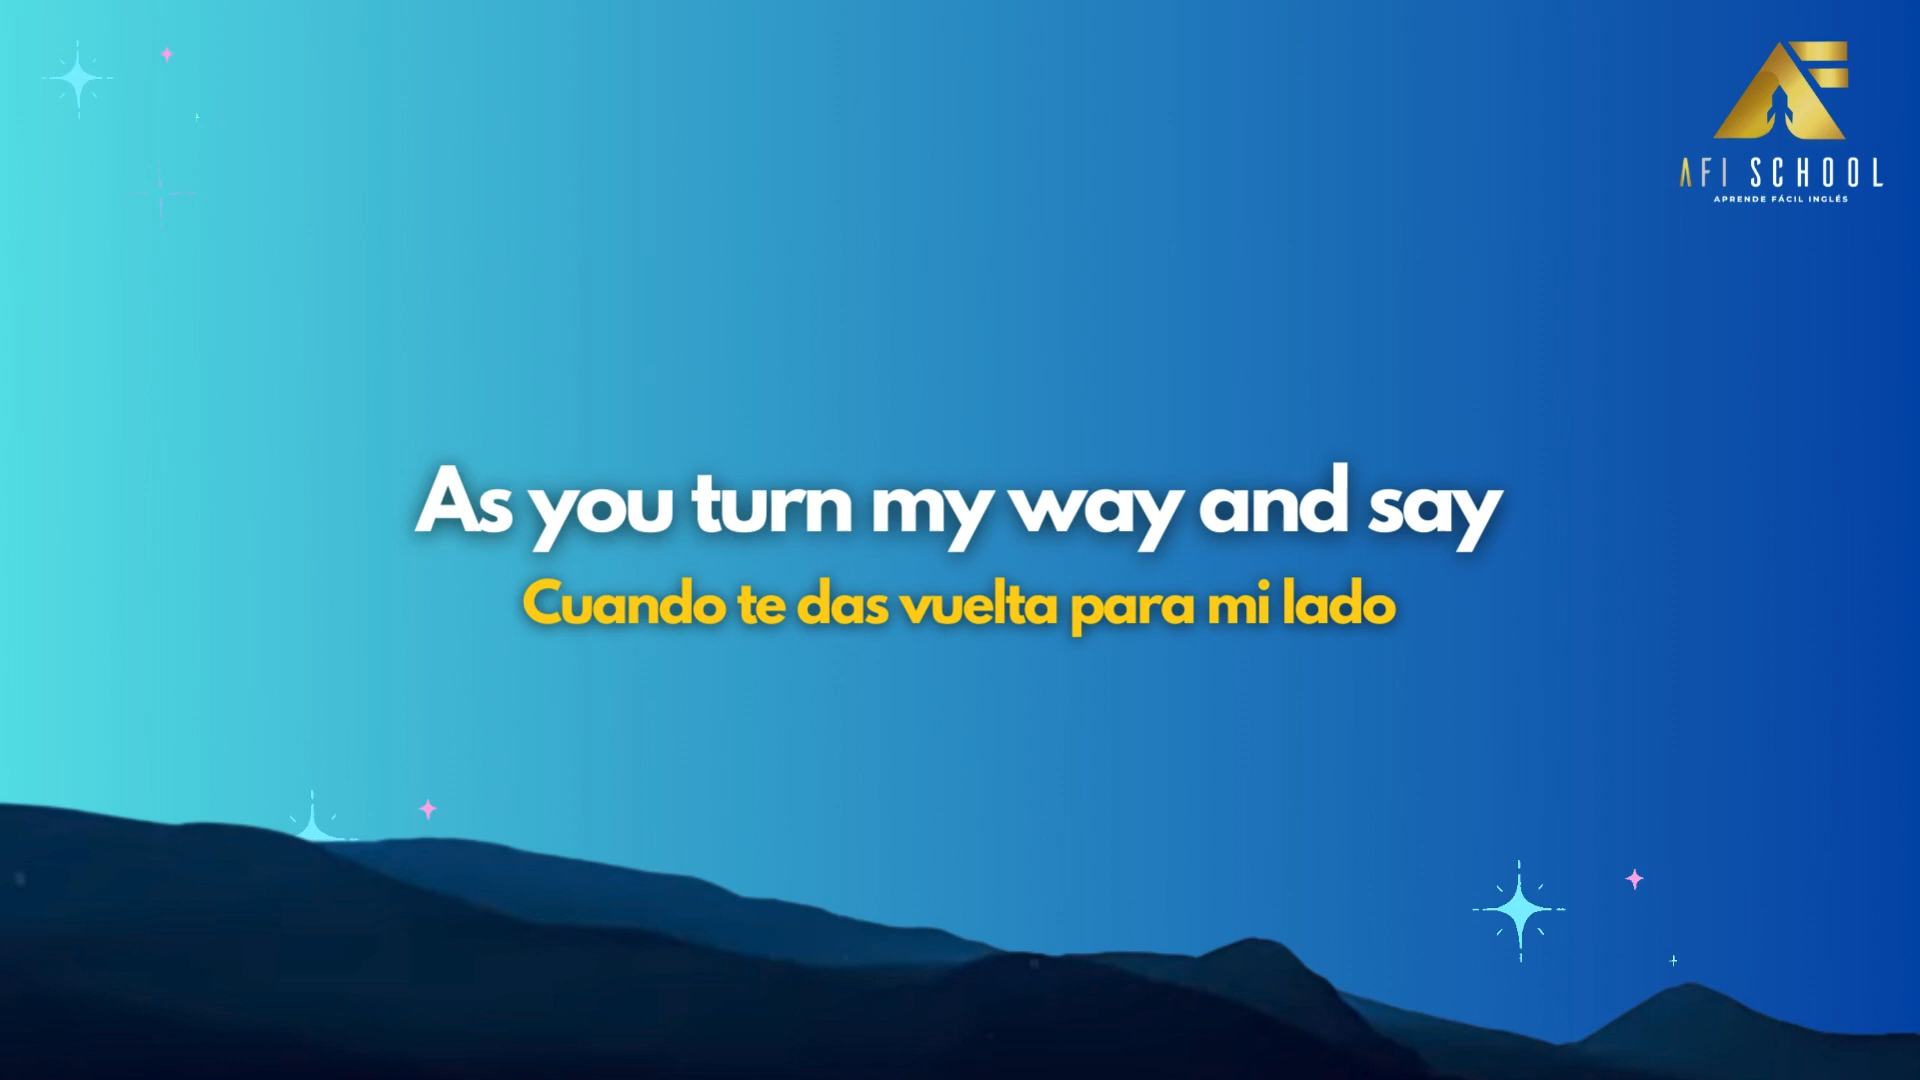 AFI SCHOOL
APRENDE FÁCIL INGLÉS
As you turn my way and say
Cuando te das vuelta para mi lado